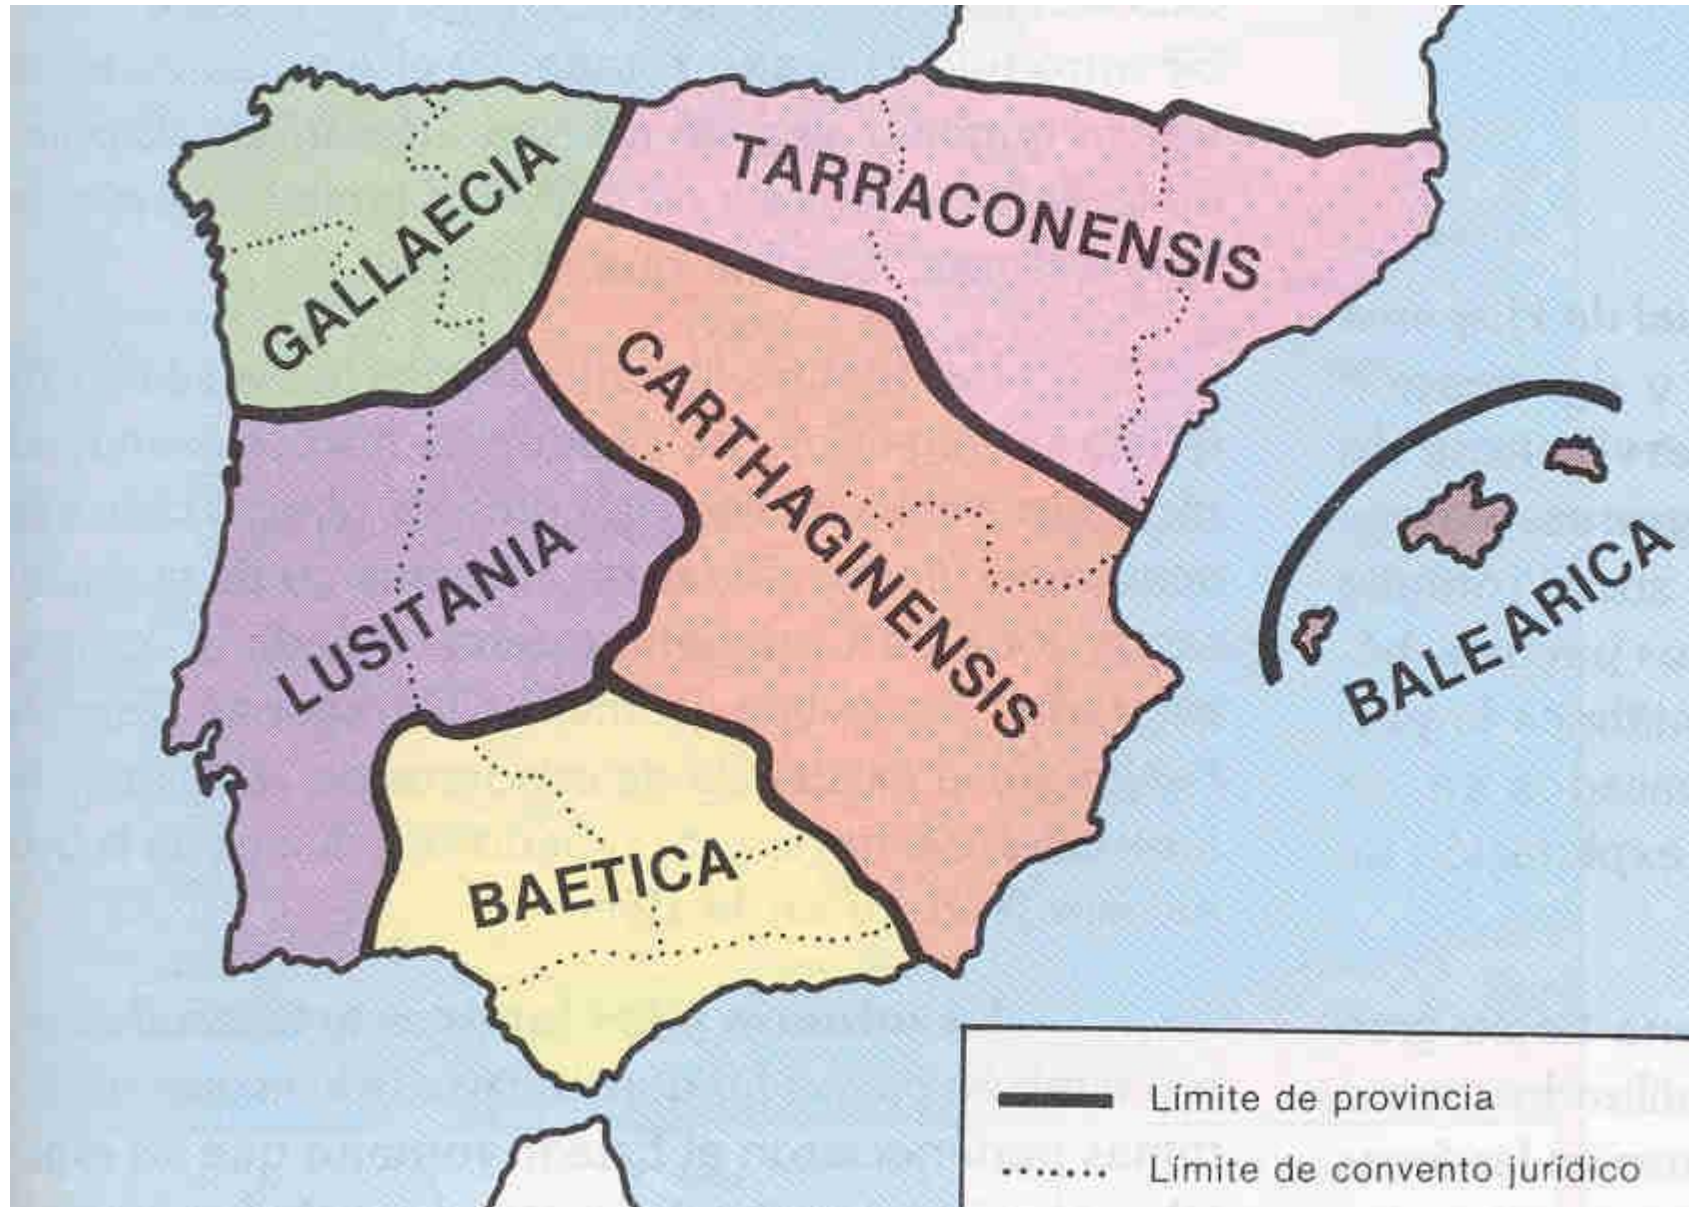 GALLAECIA
TARRACONENSIS
CARTHAGINENSIS
LUSITANIA
BALEARICA
BAETICA
Límite de provincia
Límite de convento jurídico